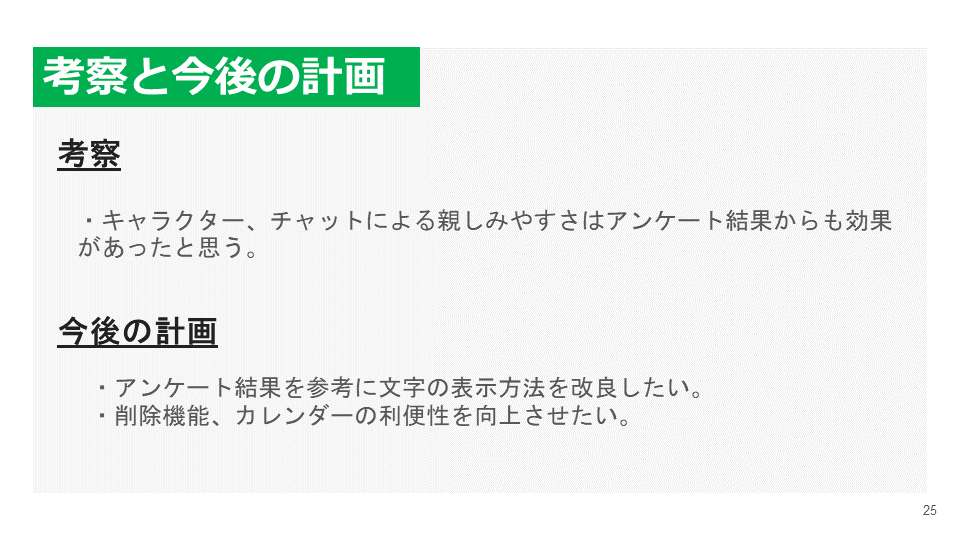 考察と今後の計画
考察
・キャラクター、チャットによる親しみやすさはアンケート結果からも効果
があったと思う。
今後の計画
・アンケート結果を参考に文字の表示方法を改良したい。
・削除機能、カレンダーの利便性を向上させたい。
25